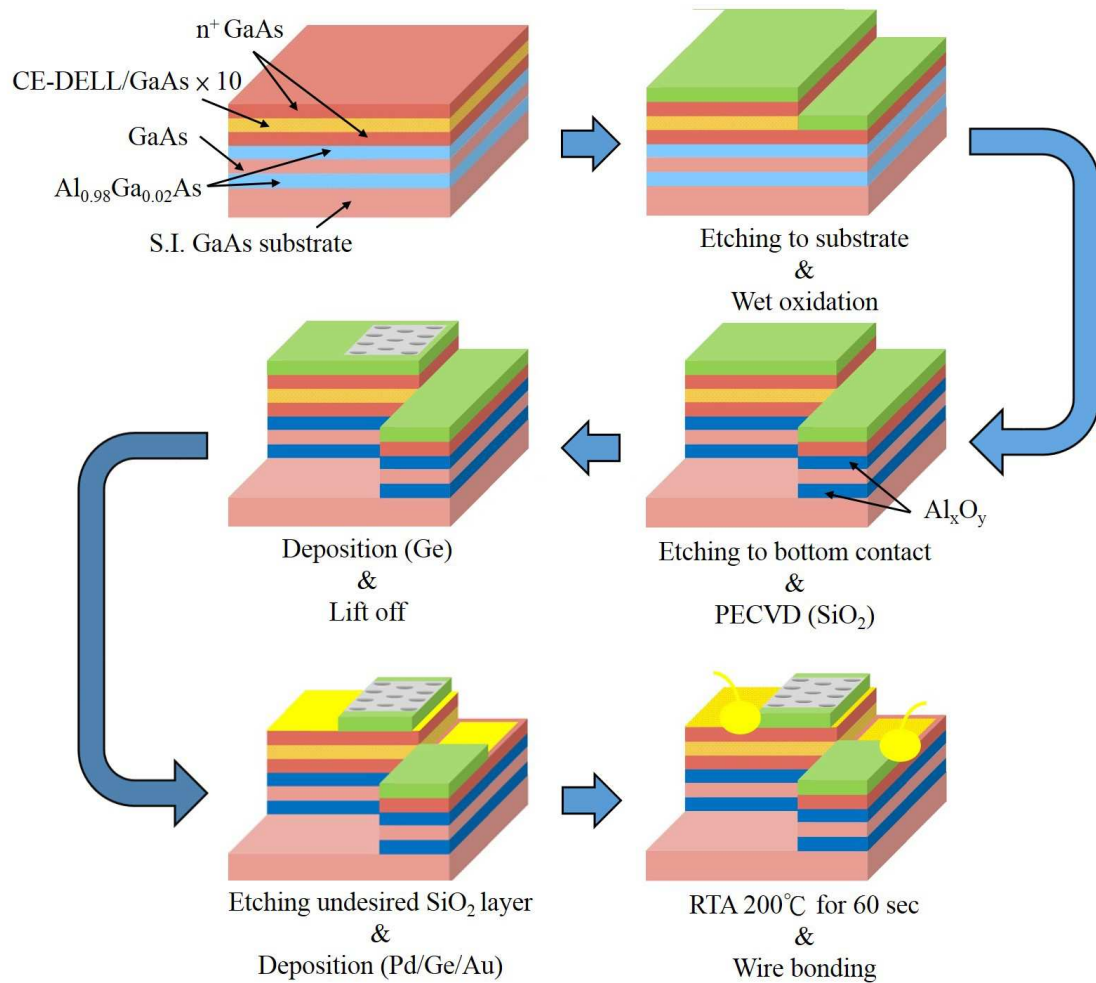 n⁺ GaAs
CE-DELL/GaAs × 10
GaAs
Al₀.₉₈Ga₀.₀₂As
S.I. GaAs substrate
Etching to substrate
&
Wet oxidation
AlₓOᵧ
Etching to bottom contact
&
PECVD (SiO₂)
Deposition (Ge)
&
Lift off
Etching undesired SiO₂ layer
&
Deposition (Pd/Ge/Au)
RTA 200℃ for 60 sec
&
Wire bonding